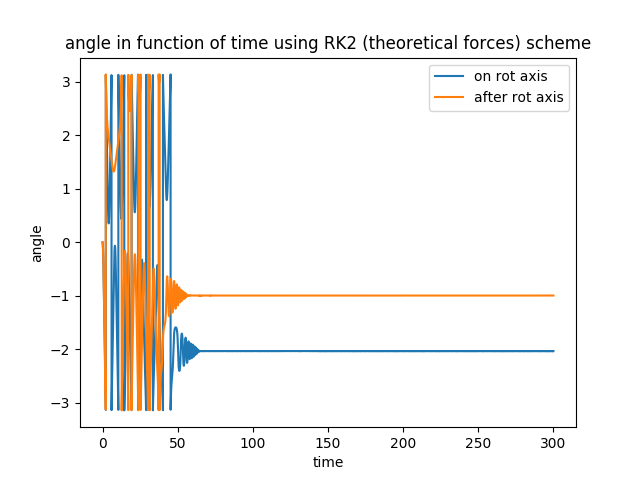 angle in function of time using RK2 (theoretical forces) scheme
on rot axis
after rot axis
angle
3
2
1
0
−1
−2
−3
0 50 100 150 200 250 300
time